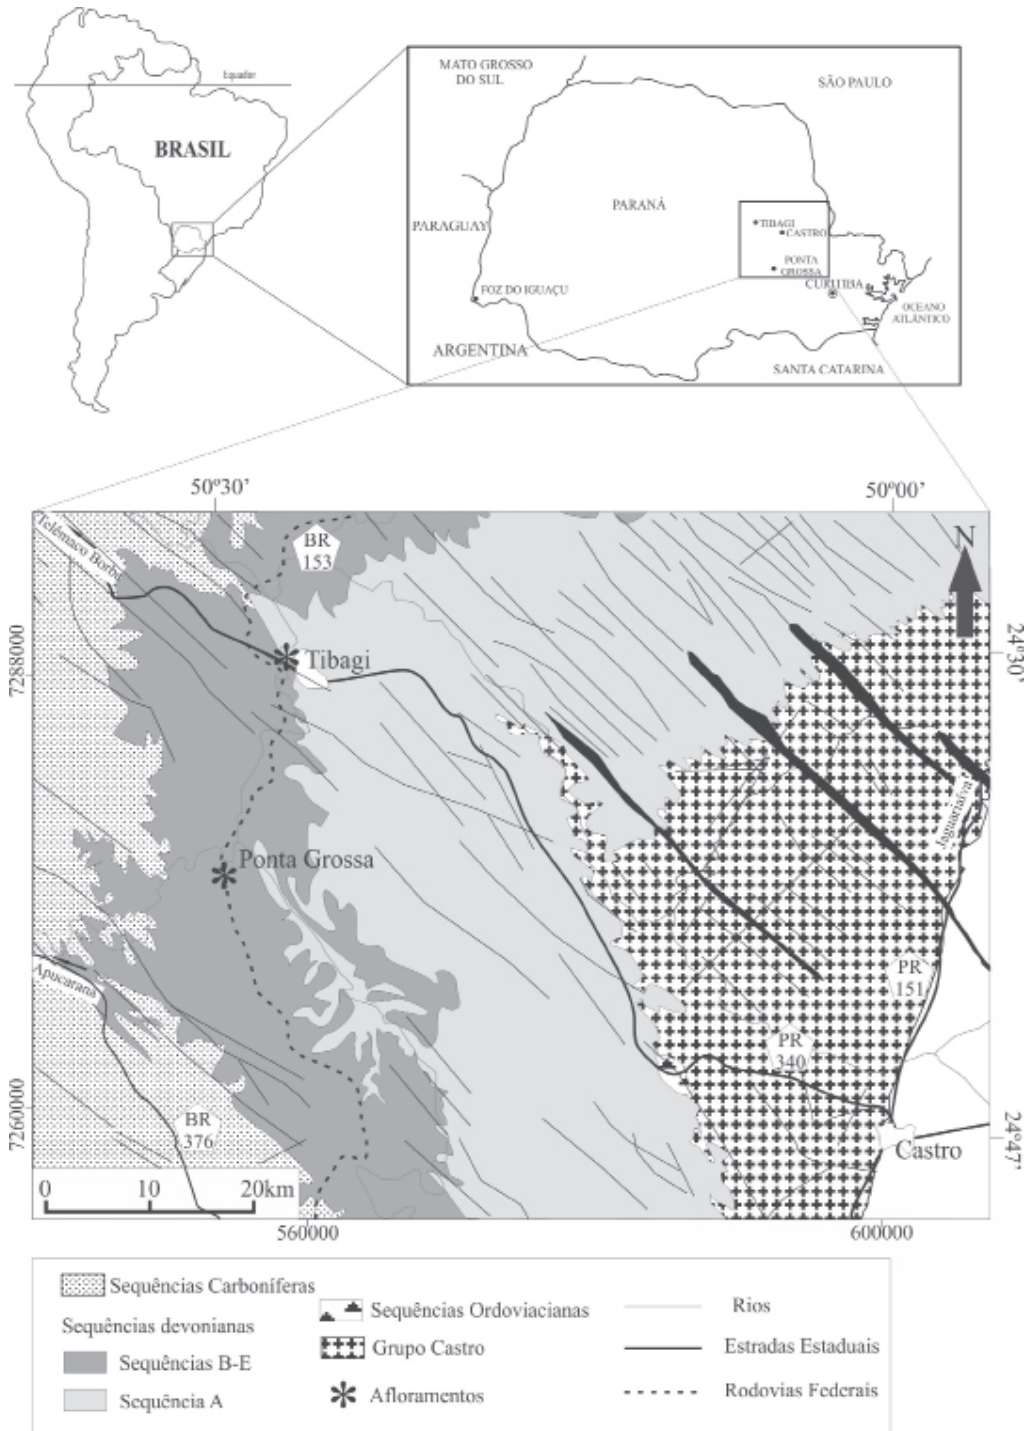 Equador
BRASIL
MATO GROSSO
DO SUL
SÃO PAULO
PARANÁ
PARAGUAY
TIBAGI
CASTRO
PONTA
GROSSA
CURITIBA
FOZ DO IGUAÇU
OCEANO
ATLÂNTICO
ARGENTINA
SANTA CATARINA
50º30'
50º00'
Telêmaco Borba
BR
153
N
7288000
24º30'
Tibagi
Jaguariaíva
Ponta Grossa
Apucarana
PR
151
PR
340
7260000
BR
376
24º47'
Castro
0 10 20km
560000
600000
Sequências Carboníferas
Sequências devonianas
Sequências B-E
Sequência A
Sequências Ordoviacianas
Grupo Castro
Afloramentos
Rios
Estradas Estaduais
Rodovias Federais